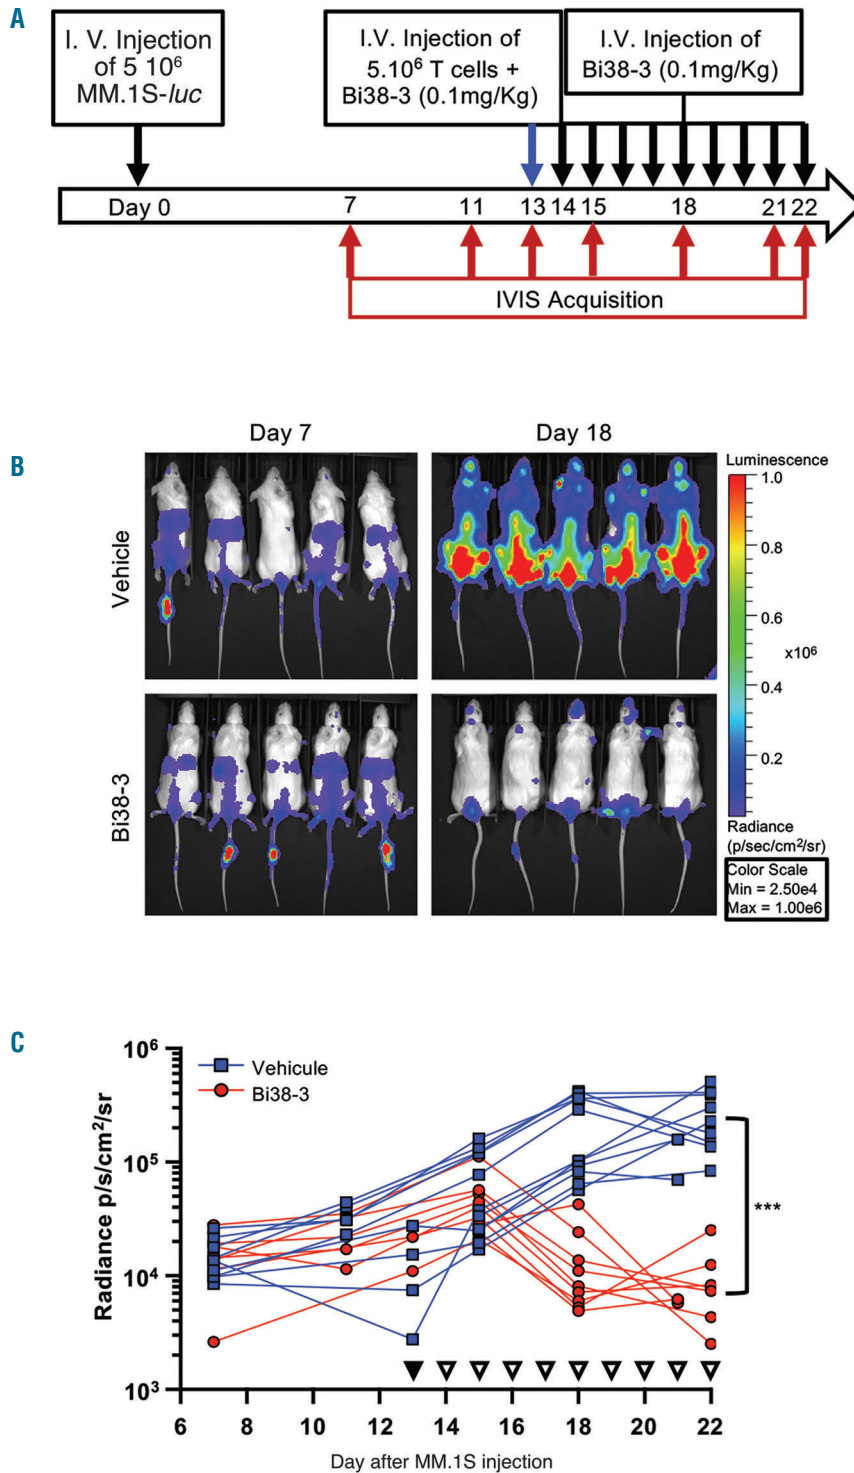 A
I. V. Injection
of 5 10⁶
MM.1S-luc
I.V. Injection of
5.10⁶ T cells +
Bi38-3 (0.1mg/Kg)
I.V. Injection of
Bi38-3 (0.1mg/Kg)
Day 0 7 11 13 14 15 18 21 22
IVIS Acquisition
B
Day 7 Day 18
Vehicle
Bi38-3
Luminescence
1.0
0.8
0.6
x10⁶
0.4
0.2
Radiance
(p/sec/cm²/sr)
Color Scale
Min = 2.50e4
Max = 1.00e6
C
Radiance p/s/cm²/sr
10⁶
10⁵
10⁴
10³
Vehicule
Bi38-3
***
6 8 10 12 14 16 18 20 22
Day after MM.1S injection